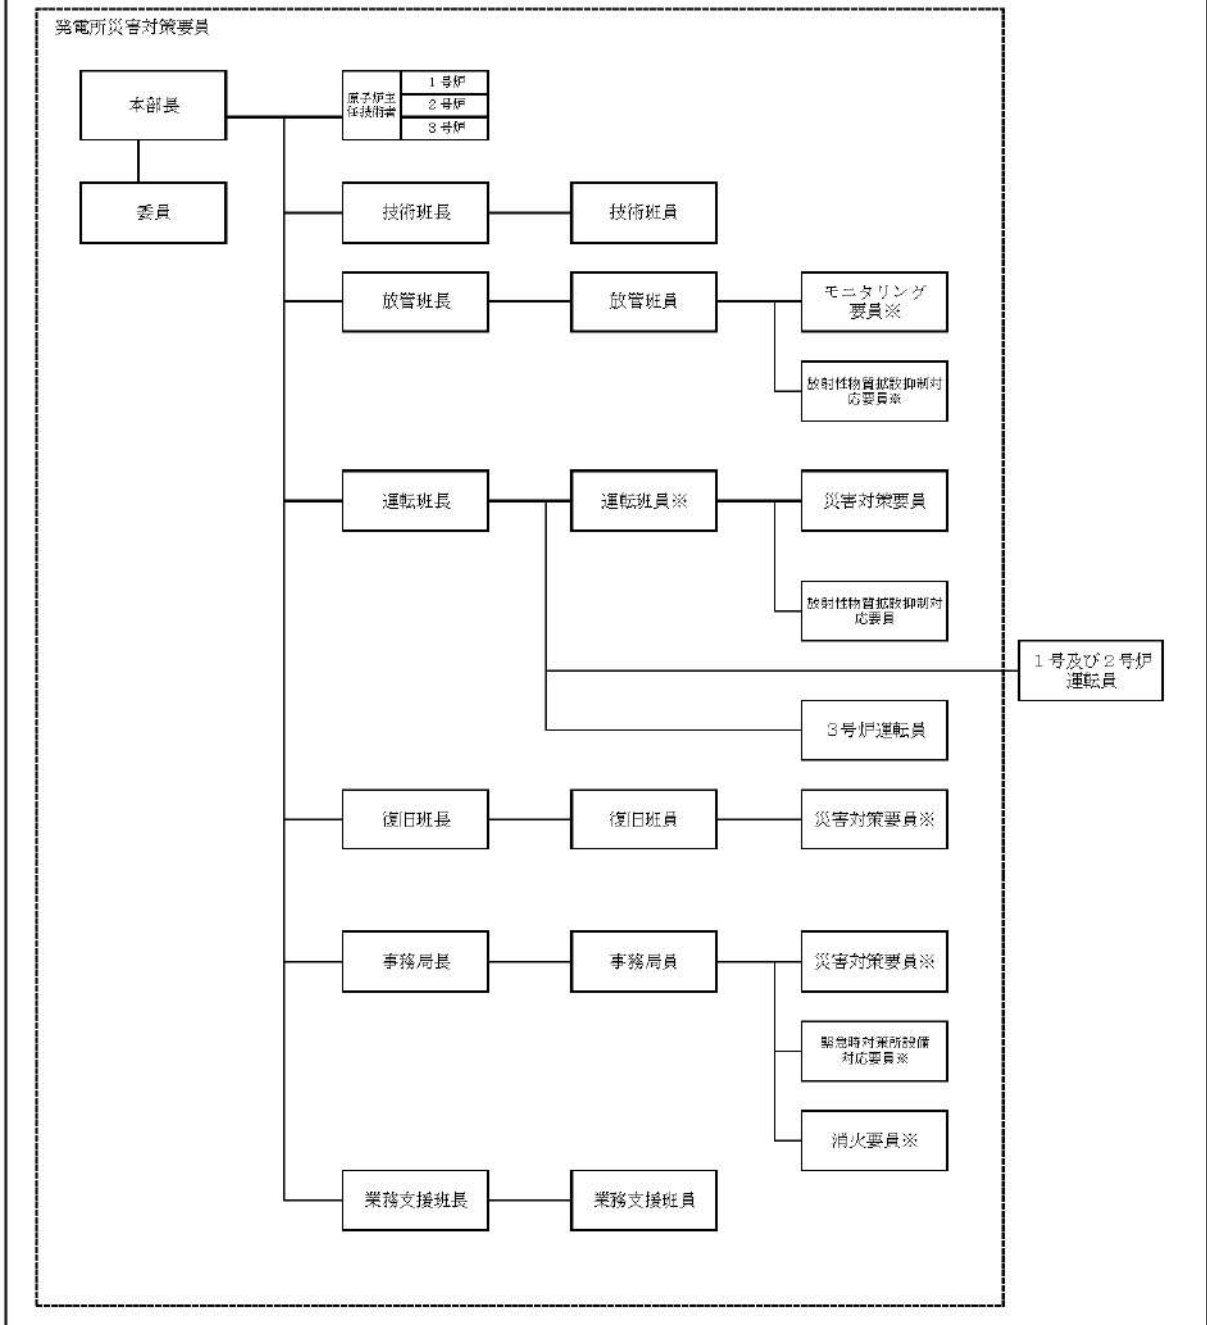 発電所災害対策要員
本部長
原子炉主
任技術者
1号炉
2号炉
3号炉
委員
技術班長
技術班員
放管班長
放管班員
モニタリング
要員※
放射性物質拡散抑制対
応要員※
運転班長
運転班員※
災害対策要員
放射性物質拡散抑制対
応要員
1号及び2号炉
運転員
3号炉運転員
復旧班長
復旧班員
災害対策要員※
事務局長
事務局員
災害対策要員※
緊急時対策所設備
対応要員※
消火要員※
業務支援班長
業務支援班員